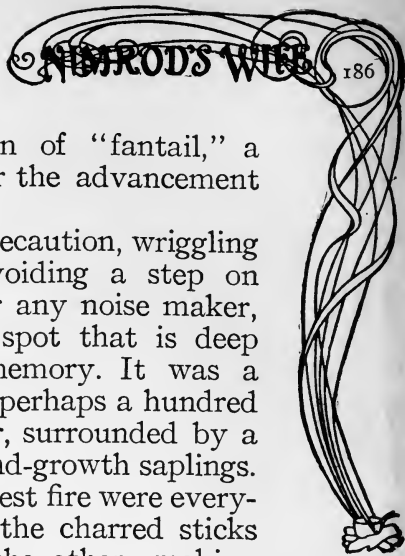 NIMROD'S WIFE 186
n of “fantail,” a
r the advancement
ecaution, wriggling
voiding a step on
r any noise maker,
spot that is deep
nemory. It was a
perhaps a hundred
r, surrounded by a
nd-growth saplings.
est fire were every-
the charred sticks